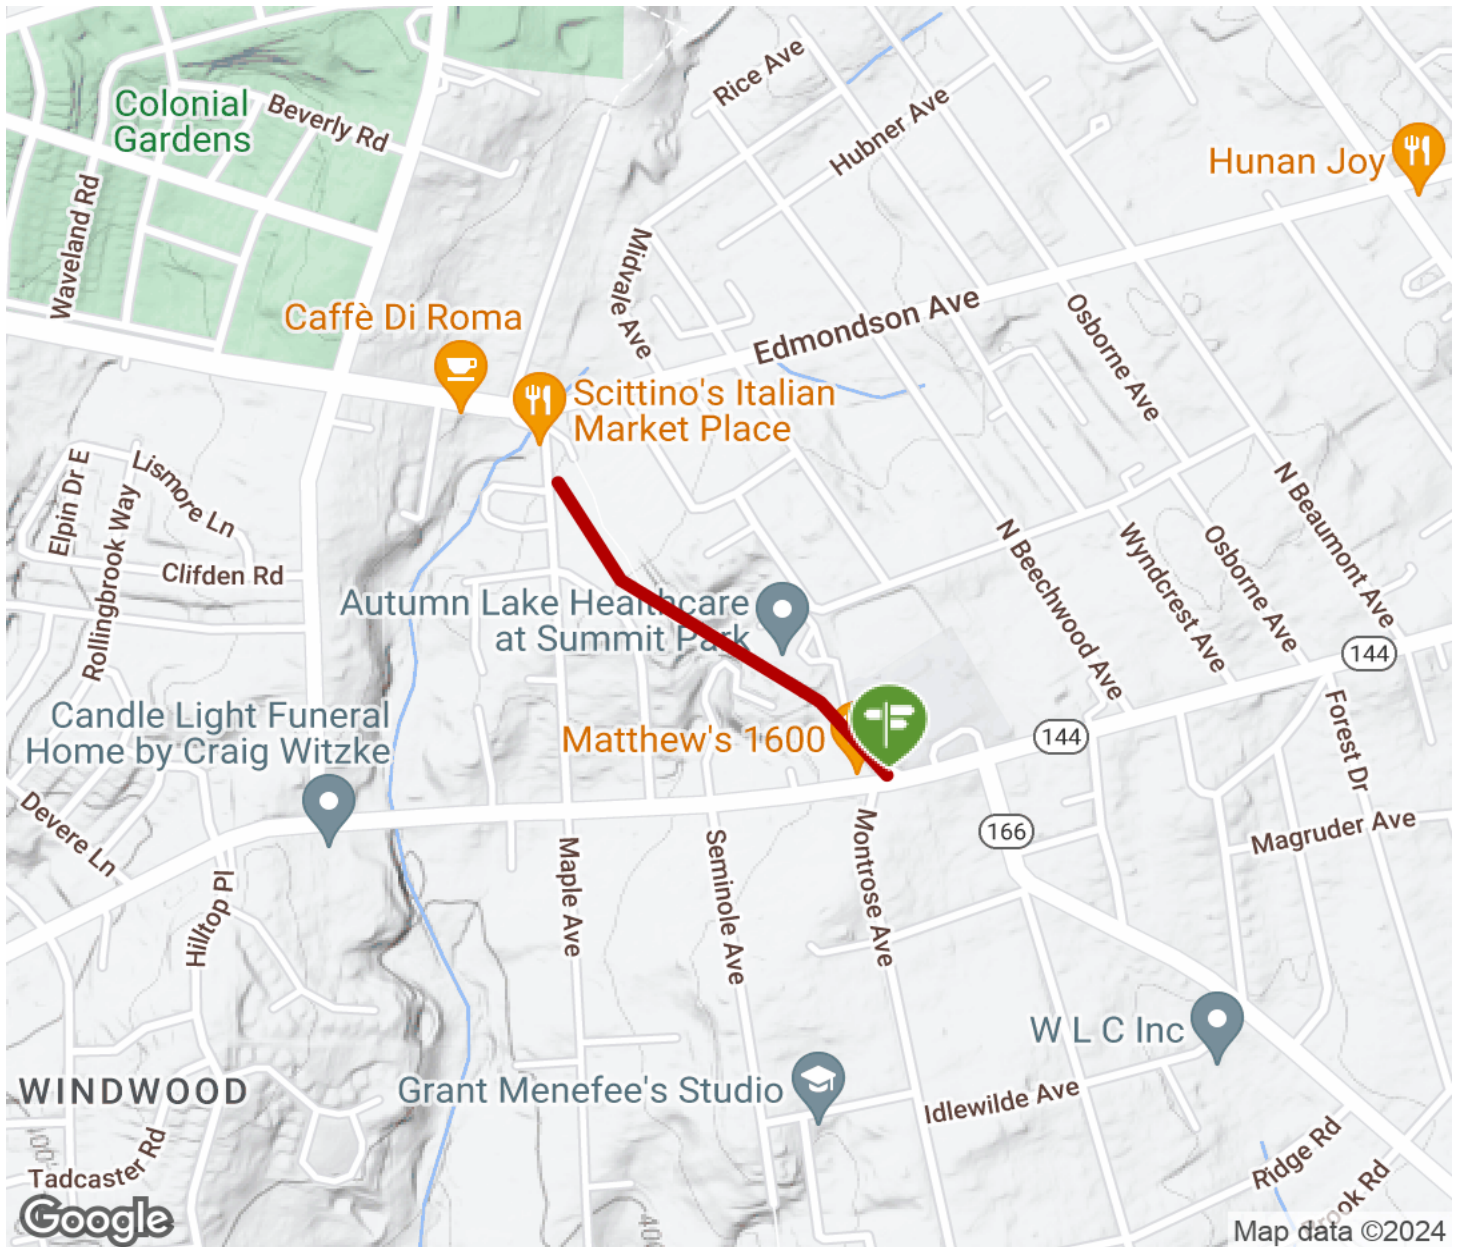 Rice Ave
Hubner Ave
Colonial
Gardens
Beverly Rd
Hunan Joy
Waveland Rd
Midvale Ave
Caffè Di Roma
Edmondson Ave
Osborne Ave
Scittino's Italian
Market Place
Elpin Dr E
Lismore Ln
Rollingbrook Way
Clifden Rd
N Beaumont Ave
N Beechwood Ave
Wyndcrest Ave
Osborne Ave
Autumn Lake Healthcare
at Summit Park
144
Candle Light Funeral
Home by Craig Witzke
Matthew's 1600
144
Forest Dr
Devere Ln
166
Magruder Ave
Hilltop Pl
Maple Ave
Seminole Ave
Montrose Ave
W L C Inc
WINDWOOD
Grant Menefee's Studio
Idlewilde Ave
Ridge Rd
Tadcaster Rd
Google
Map data ©2024